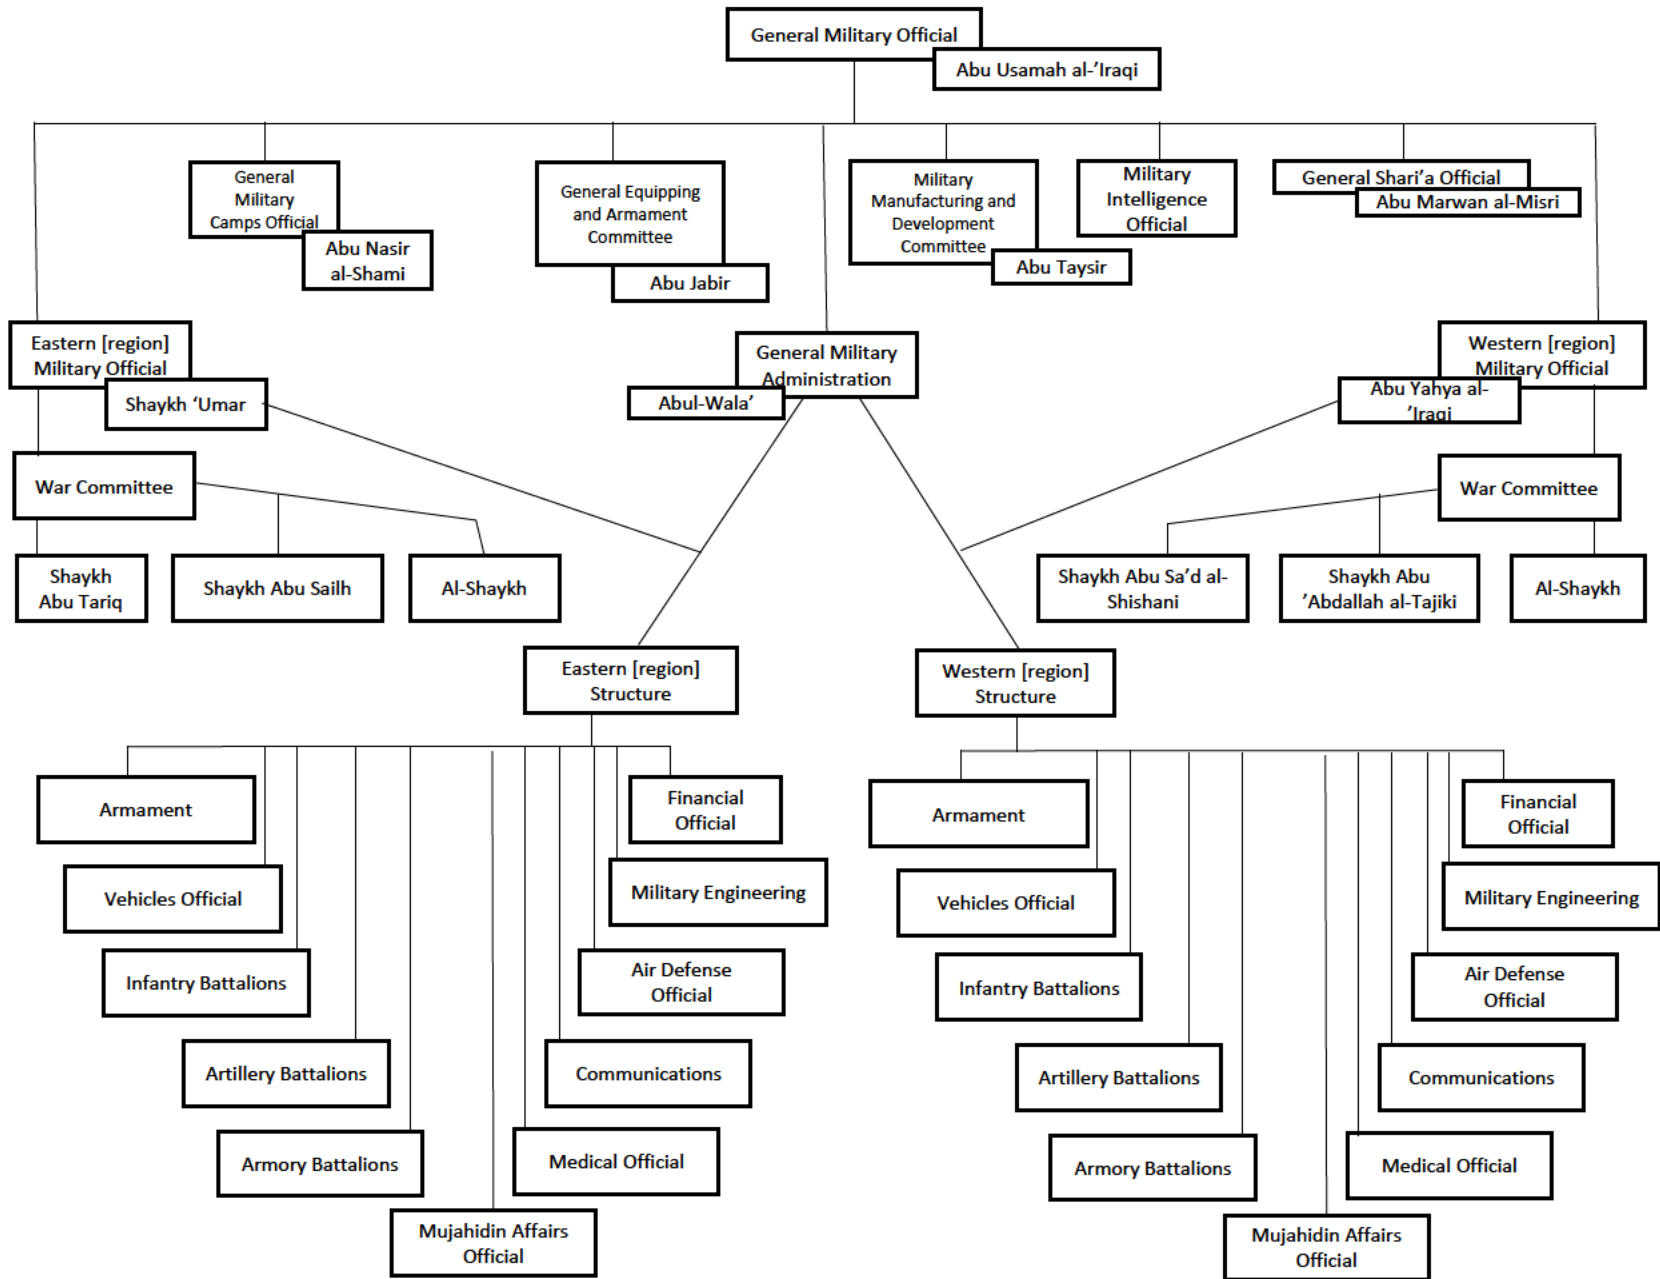 General Military Official
Abu Usamah al-'Iraqi
General
Military
Camps Official
Abu Nasir
al-Shami
General Equipping
and Armament
Committee
Abu Jabir
Military
Manufacturing and
Development
Committee
Abu Taysir
Military
Intelligence
Official
General Shari'a Official
Abu Marwan al-Misri
Eastern [region]
Military Official
Shaykh 'Umar
General Military
Administration
Abul-Wala'
Western [region]
Military Official
Abu Yahya al-
'Iraqi
War Committee
War Committee
Shaykh
Abu Tariq
Shaykh Abu Sailh
Al-Shaykh
Shaykh Abu Sa'd al-
Shishani
Shaykh Abu
'Abdallah al-Tajiki
Al-Shaykh
Eastern [region]
Structure
Western [region]
Structure
Armament
Financial
Official
Vehicles Official
Military Engineering
Infantry Battalions
Air Defense
Official
Artillery Battalions
Communications
Armory Battalions
Medical Official
Mujahidin Affairs
Official
Armament
Financial
Official
Vehicles Official
Military Engineering
Infantry Battalions
Air Defense
Official
Artillery Battalions
Communications
Armory Battalions
Medical Official
Mujahidin Affairs
Official